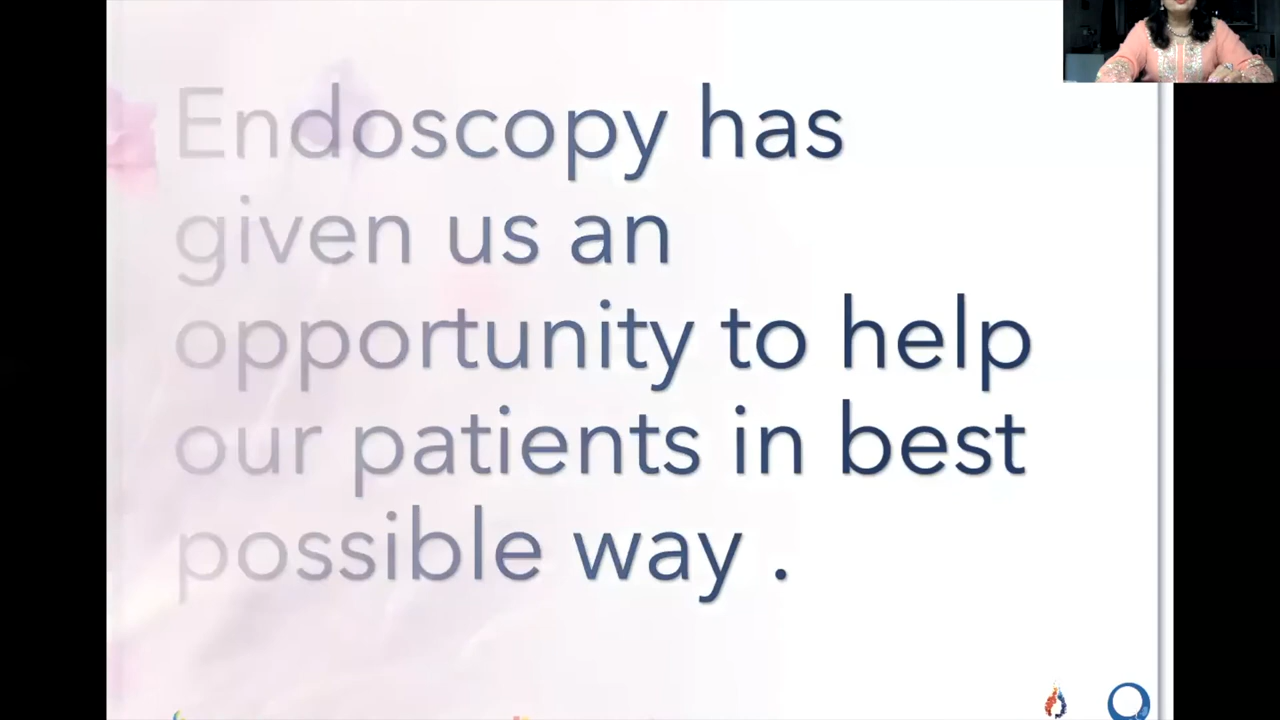 Endoscopy has
given us an
opportunity to help
our patients in best
possible way .